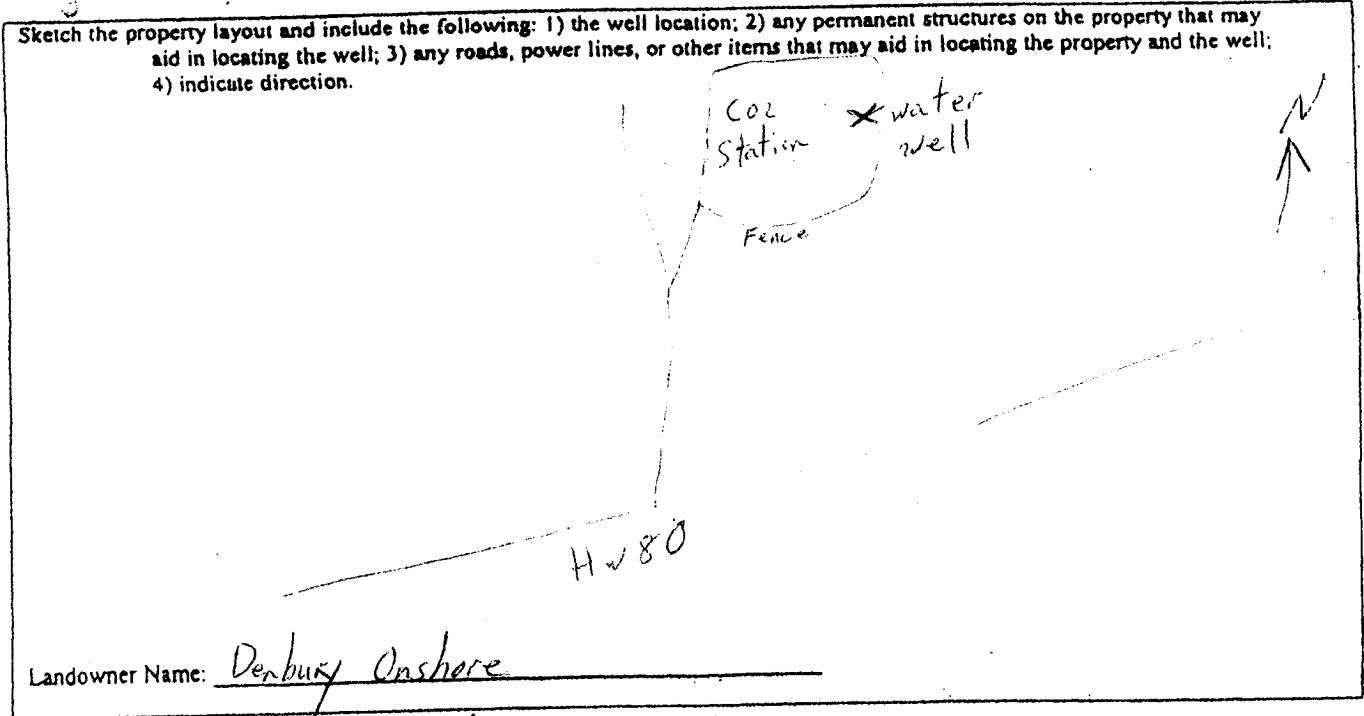 Sketch the property layout and include the following: 1) the well location; 2) any permanent structures on the property that may
aid in locating the well; 3) any roads, power lines, or other items that may aid in locating the property and the well;
4) indicate direction.
CO2
Station
X water
well
N
Fence
Hw 80
Landowner Name: Denbury Onshore